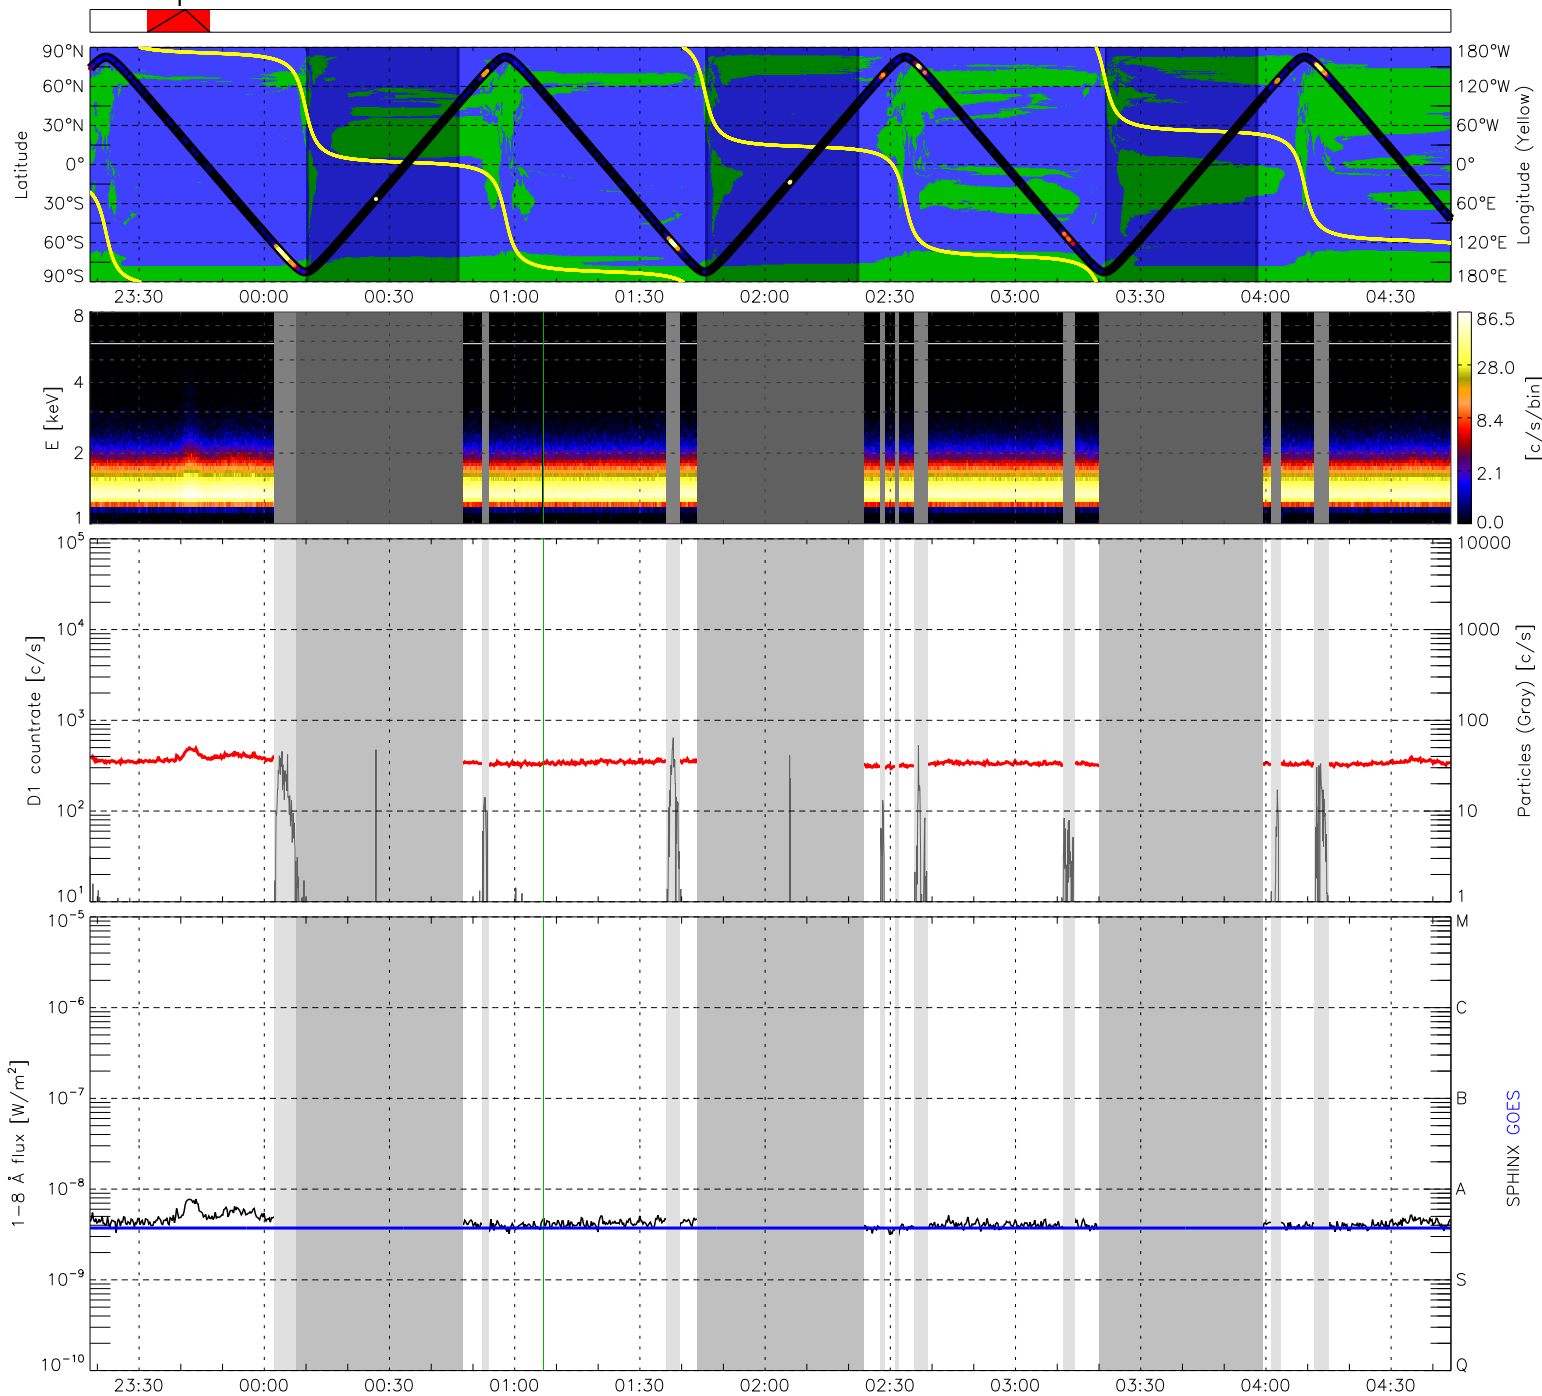 90°N
60°N
30°N
0°
30°S
60°S
90°S
Latitude
180°W
120°W
60°W
0°
60°E
120°E
180°E
Longitude (Yellow)
23:30 00:00 00:30 01:00 01:30 02:00 02:30 03:00 03:30 04:00 04:30
8
4
2
1
E [keV]
86.5
28.0
8.4
2.1
0.0
[c/s/bin]
10^5
10^4
10^3
10^2
10^1
D1 countrate [c/s]
10000
1000
100
10
1
Particles (Gray) [c/s]
10^-5
10^-6
10^-7
10^-8
10^-9
10^-10
1-8 Å flux [W/m²]
M
C
B
A
S
Q
SPHINX GOES
23:30 00:00 00:30 01:00 01:30 02:00 02:30 03:00 03:30 04:00 04:30